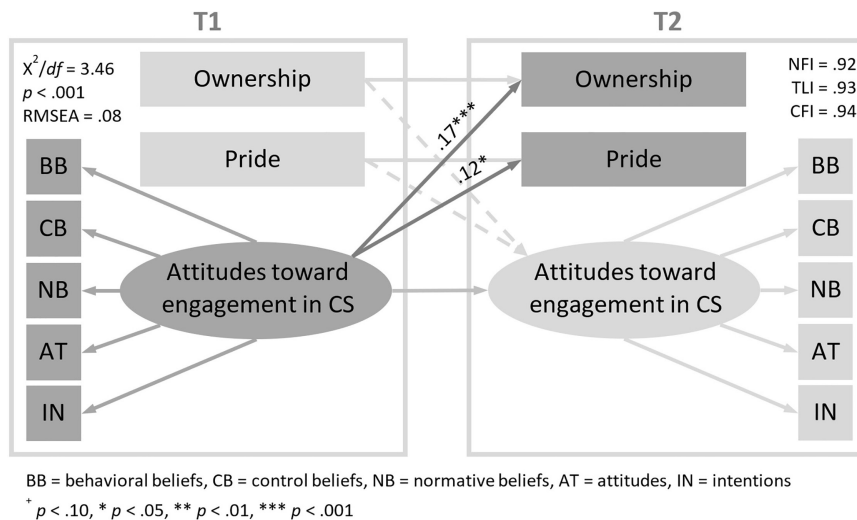 T1
T2
X²/df = 3.46
p < .001
RMSEA = .08
Ownership
Pride
BB
CB
NB
AT
IN
Attitudes toward
engagement in CS
.17***
.12*
Ownership
Pride
NFI = .92
TLI = .93
CFI = .94
Attitudes toward
engagement in CS
BB
CB
NB
AT
IN
BB = behavioral beliefs, CB = control beliefs, NB = normative beliefs, AT = attitudes, IN = intentions
⁺ p < .10, * p < .05, ** p < .01, *** p < .001